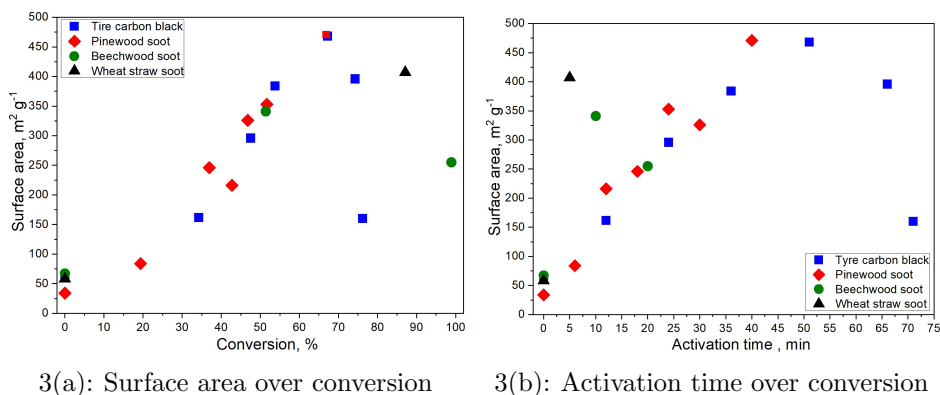 Surface area, m² g⁻¹
500
450
400
350
300
250
200
150
100
50
0
Tire carbon black
Pinewood soot
Beechwood soot
Wheat straw soot
0 10 20 30 40 50 60 70 80 90 100
Conversion, %
3(a): Surface area over conversion
Surface area, m² g⁻¹
500
450
400
350
300
250
200
150
100
50
0
Tyre carbon black
Pinewood soot
Beechwood soot
Wheat straw soot
0 5 10 15 20 25 30 35 40 45 50 55 60 65 70 75
Activation time , min
3(b): Activation time over conversion